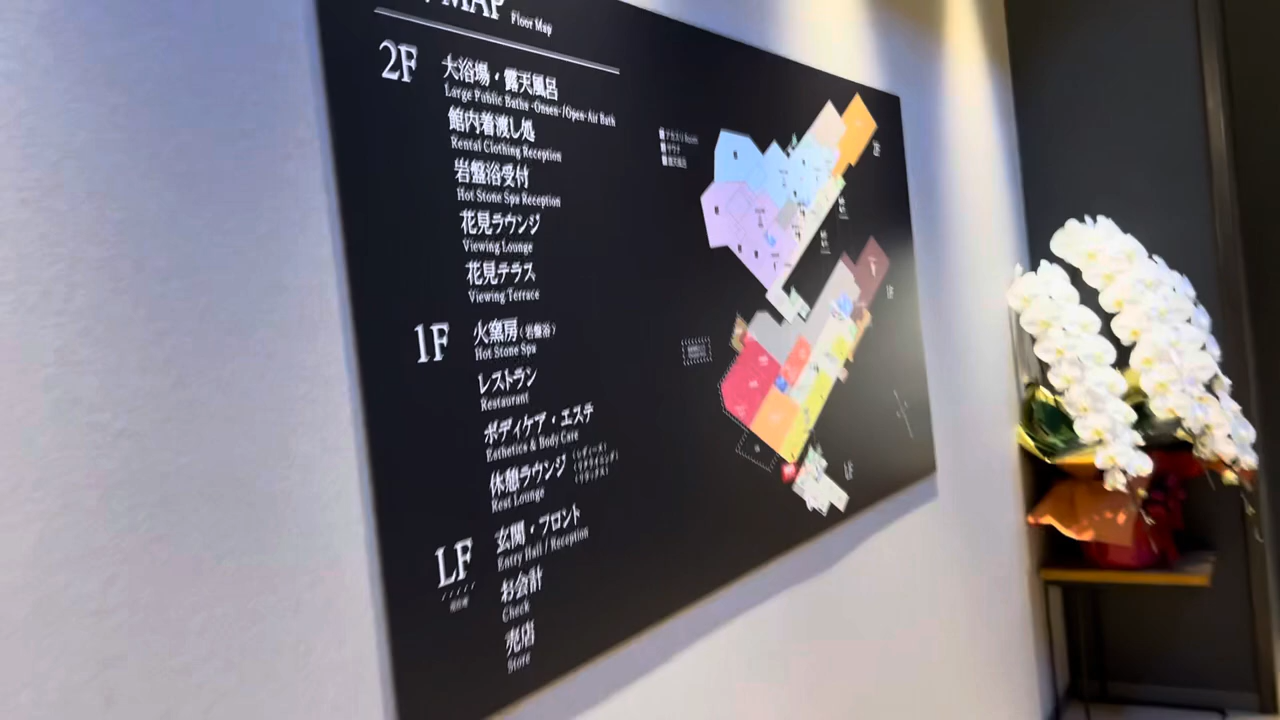 MAP Floor Map
2F
大浴場・露天風呂
Large Public Baths -Onsen-/Open-Air Bath
館内着渡し処
Rental Clothing Reception
岩盤浴受付
Hot Stone Spa Reception
花見ラウンジ
Viewing Lounge
花見テラス
Viewing Terrace
1F
火窯房(岩盤浴)
Hot Stone Spa
レストラン
Restaurant
ボディケア・エステ
Esthetics & Body Care
休憩ラウンジ
Rest Lounge
LF
玄関・フロント
Entry Hall / Reception
お会計
Check
売店
Store
2F
1F
LF